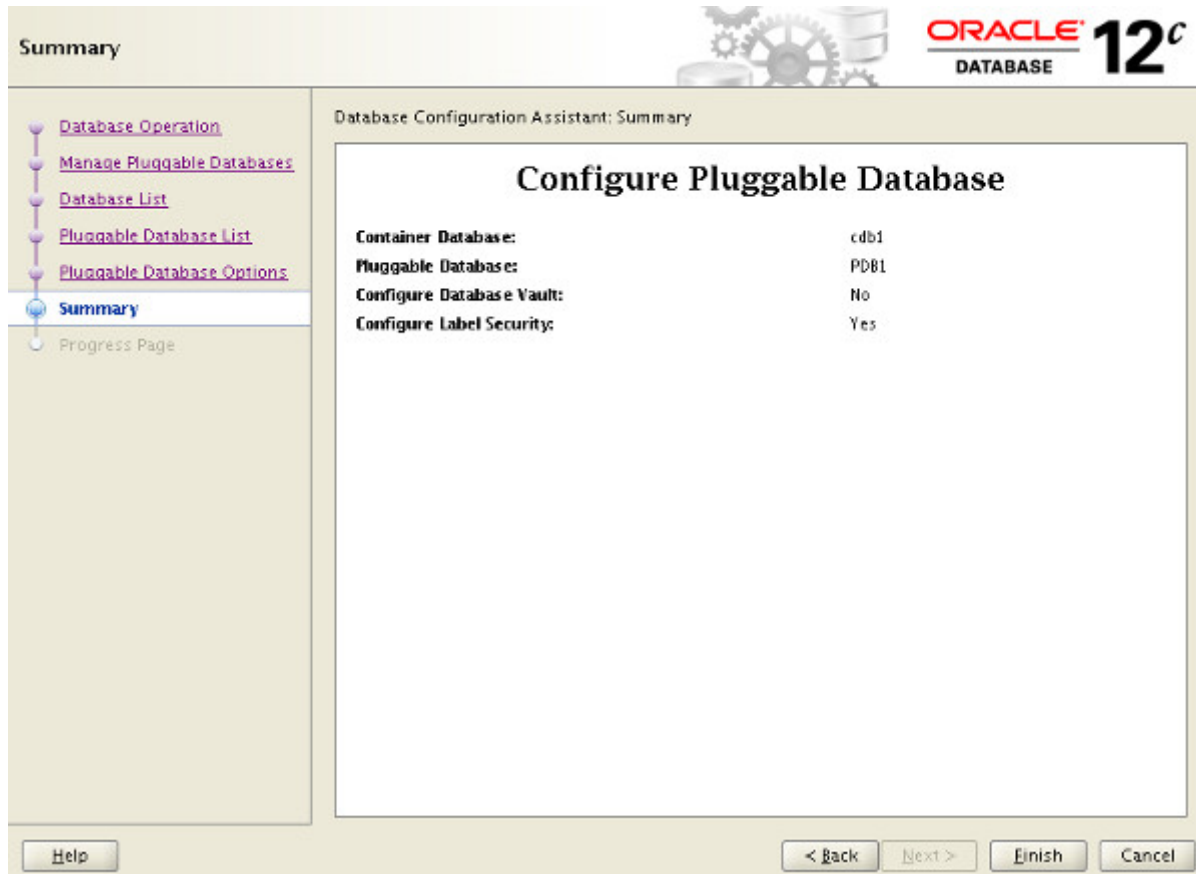 Summary
ORACLE DATABASE 12c
Database Operation
Manage Pluggable Databases
Database List
Pluggable Database List
Pluggable Database Options
Summary
Progress Page
Database Configuration Assistant: Summary
Configure Pluggable Database
Container Database: cdb1
Pluggable Database: PDB1
Configure Database Vault: No
Configure Label Security: Yes
Help
< Back
Next >
Finish
Cancel